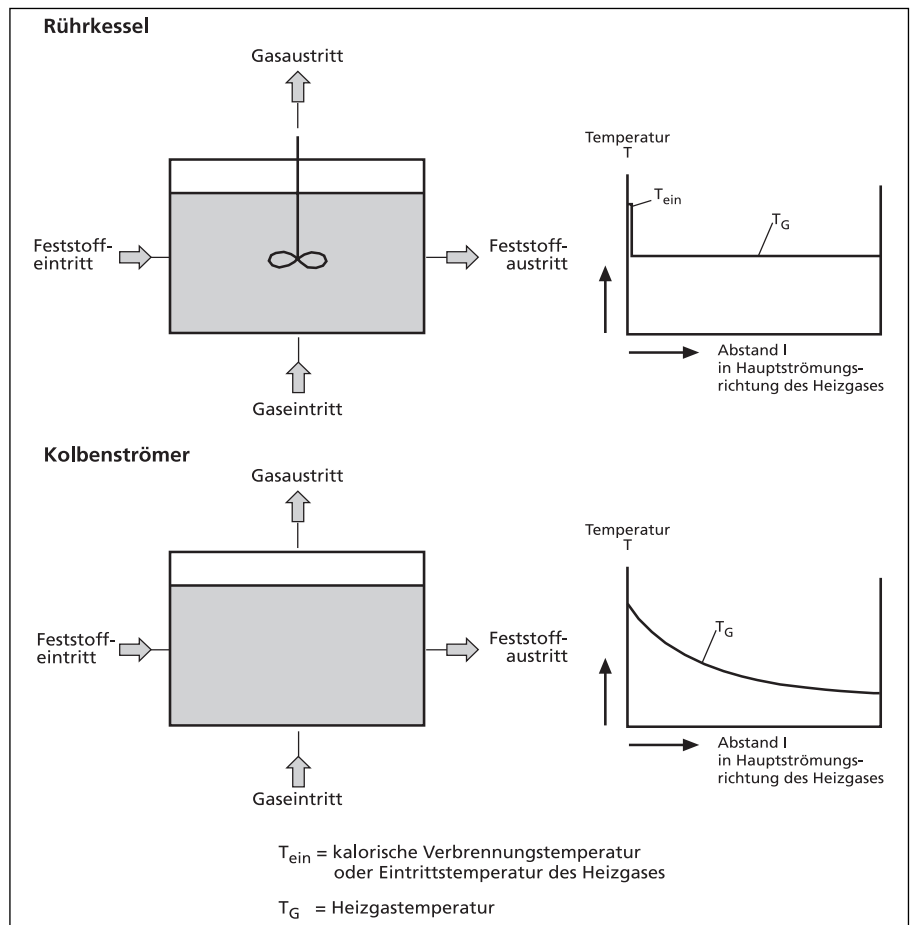 Rührkessel
Gasaustritt
Feststoff-
eintritt
Feststoff-
austritt
Gaseintritt
Temperatur
T
T_ein
T_G
Abstand l
in Hauptströmungs-
richtung des Heizgases
Kolbenströmer
Gasaustritt
Feststoff-
eintritt
Feststoff-
austritt
Gaseintritt
Temperatur
T
T_G
Abstand l
in Hauptströmungs-
richtung des Heizgases
T_ein = kalorische Verbrennungstemperatur
oder Eintrittstemperatur des Heizgases
T_G = Heizgastemperatur